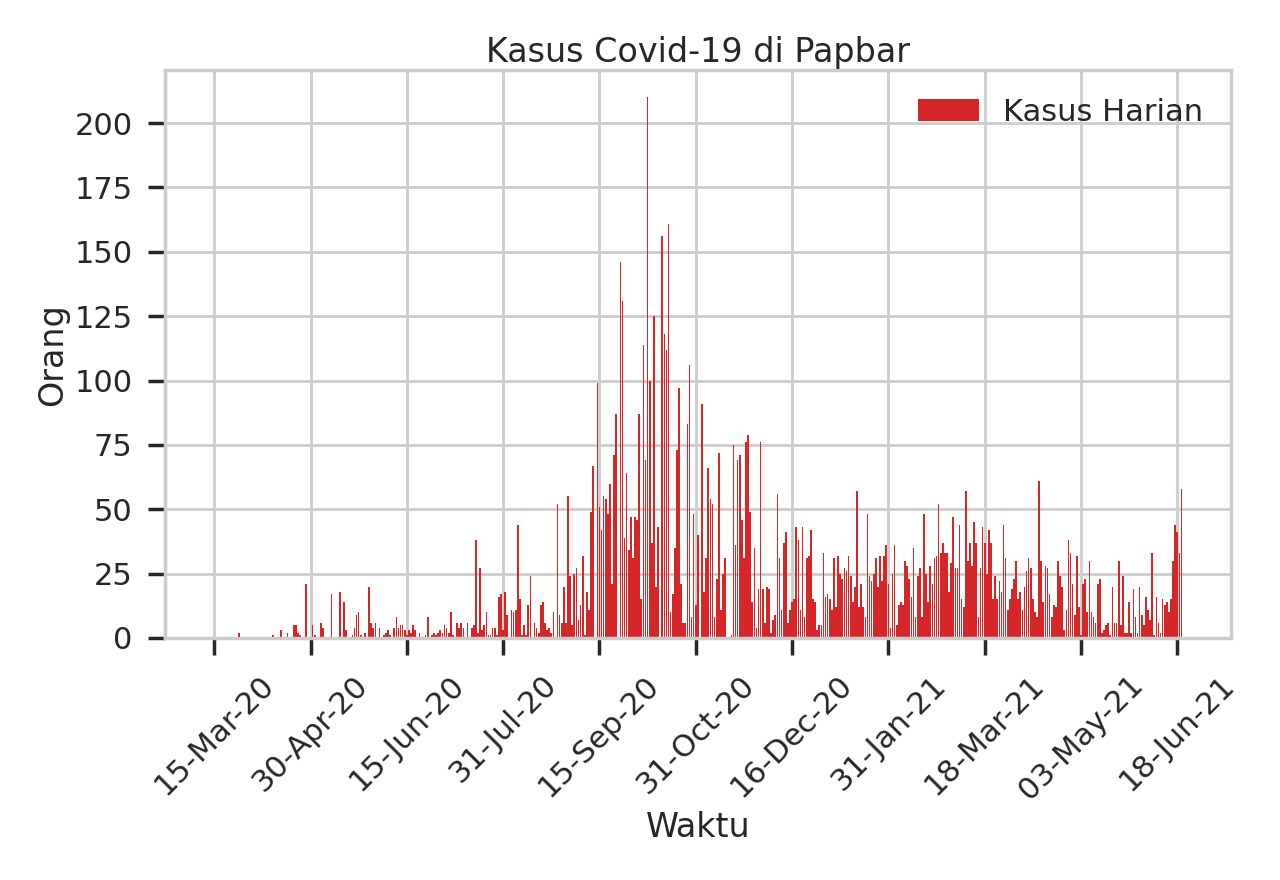 Kasus Covid-19 di Papbar
Kasus Harian
Orang
200
175
150
125
100
75
50
25
0
15-Mar-20
30-Apr-20
15-Jun-20
31-Jul-20
15-Sep-20
31-Oct-20
16-Dec-20
31-Jan-21
18-Mar-21
03-May-21
18-Jun-21
Waktu